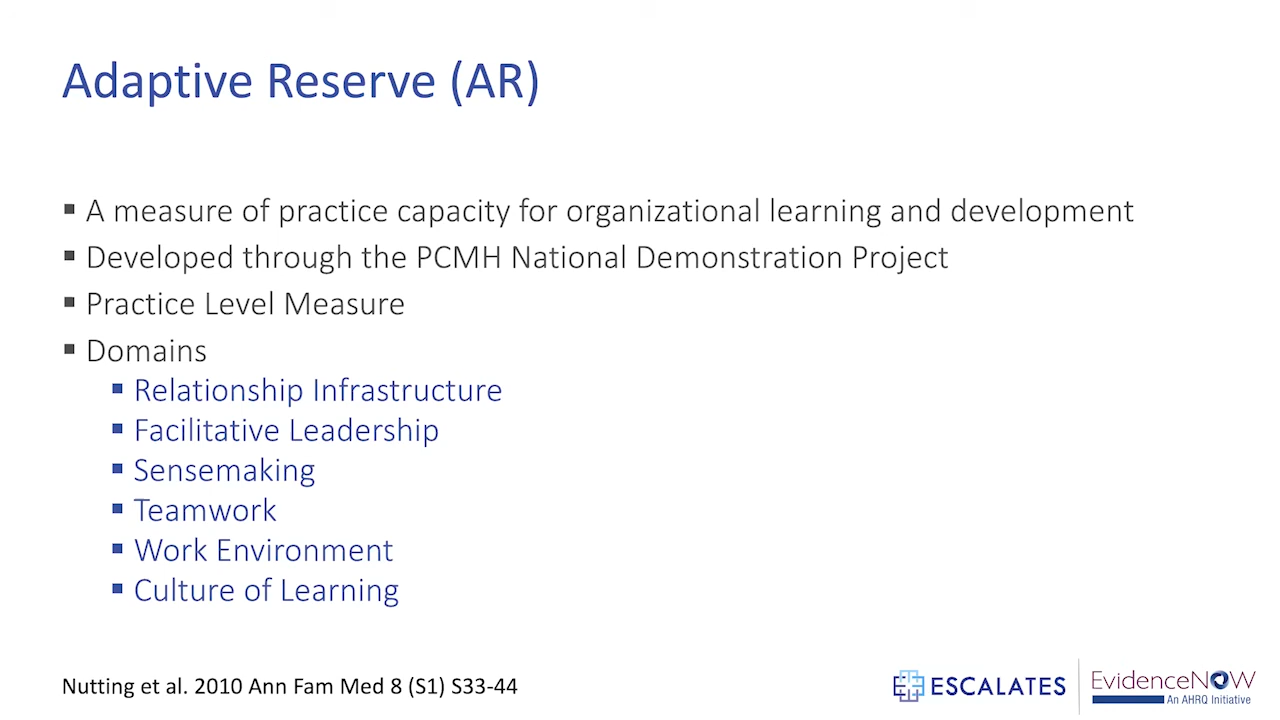 Adaptive Reserve (AR)
▪ A measure of practice capacity for organizational learning and development
▪ Developed through the PCMH National Demonstration Project
▪ Practice Level Measure
▪ Domains
▪ Relationship Infrastructure
▪ Facilitative Leadership
▪ Sensemaking
▪ Teamwork
▪ Work Environment
▪ Culture of Learning
Nutting et al. 2010 Ann Fam Med 8 (S1) S33-44
ESCALATES
EvidenceNOW
An AHRQ Initiative